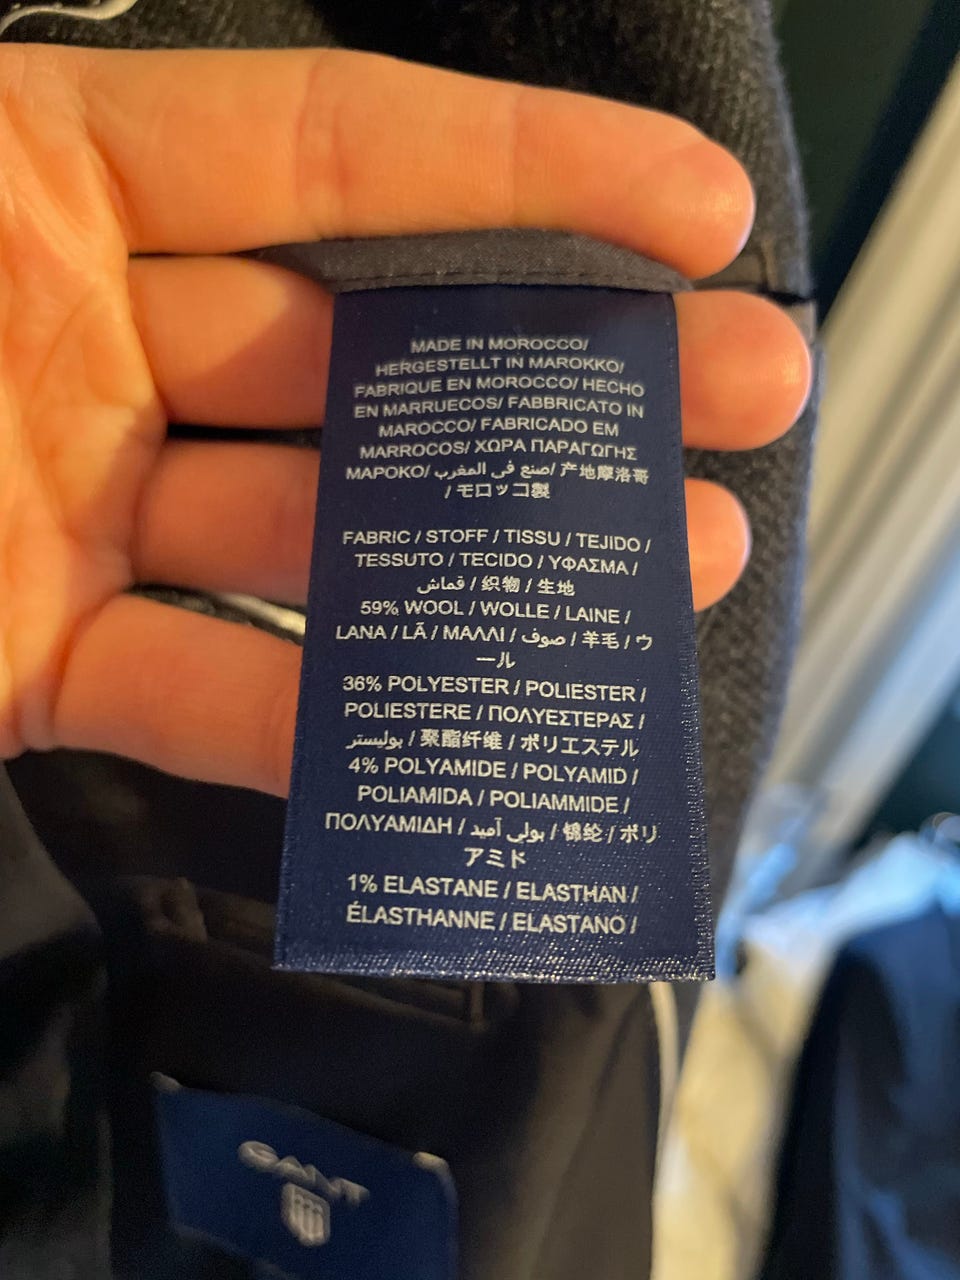 MADE IN MOROCCO/
HERGESTELLT IN MAROKKO/
FABRIQUE EN MOROCCO/ HECHO
EN MARRUECOS/ FABBRICATO IN
MAROCCO/ FABRICADO EM
MARROCOS/ ΧΩΡΑ ΠΑΡΑΓΩΓΗΣ
ΜΑΡΟΚΟ/ صنع في المغرب/ 产地摩洛哥
/ モロッコ製
FABRIC / STOFF / TISSU / TEJIDO /
TESSUTO / TECIDO / ΥΦΑΣΜΑ /
قماش / 织物 / 生地
59% WOOL / WOLLE / LAINE /
LANA / LÃ / ΜΑΛΛΙ / صوف / 羊毛 / ウ
ール
36% POLYESTER / POLIESTER /
POLIESTERE / ΠΟΛΥΕΣΤΕΡΑΣ /
بوليستر / 聚酯纤维 / ポリエステル
4% POLYAMIDE / POLYAMID /
POLIAMIDA / POLIAMMIDE /
ΠΟΛΥΑΜΙΔΗ / بولي آميد / 锦纶 / ポリ
アミド
1% ELASTANE / ELASTHAN /
ÉLASTHANNE / ELASTANO /
GANT